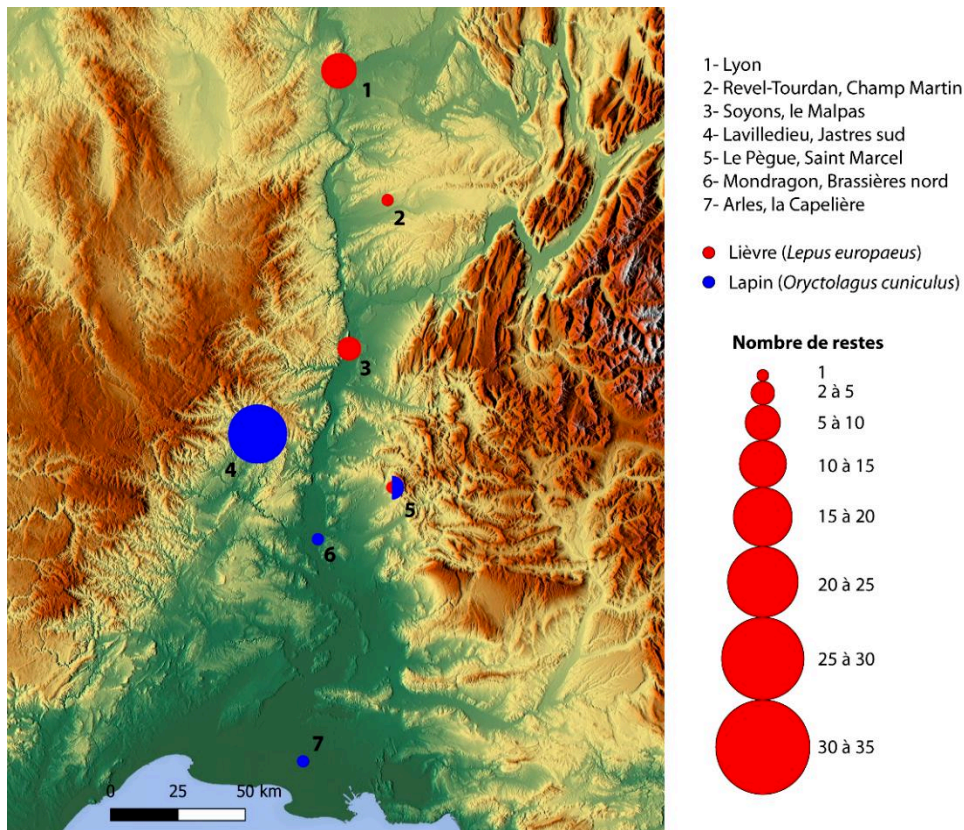 1
2
3
4
5
6
7
0 25 50 km
1- Lyon
2- Revel-Tourdan, Champ Martin
3- Soyons, le Malpas
4- Lavilledieu, Jastres sud
5- Le Pègue, Saint Marcel
6- Mondragon, Brassières nord
7- Arles, la Capelière
Lièvre (Lepus europaeus)
Lapin (Oryctolagus cuniculus)
Nombre de restes
1
2 à 5
5 à 10
10 à 15
15 à 20
20 à 25
25 à 30
30 à 35